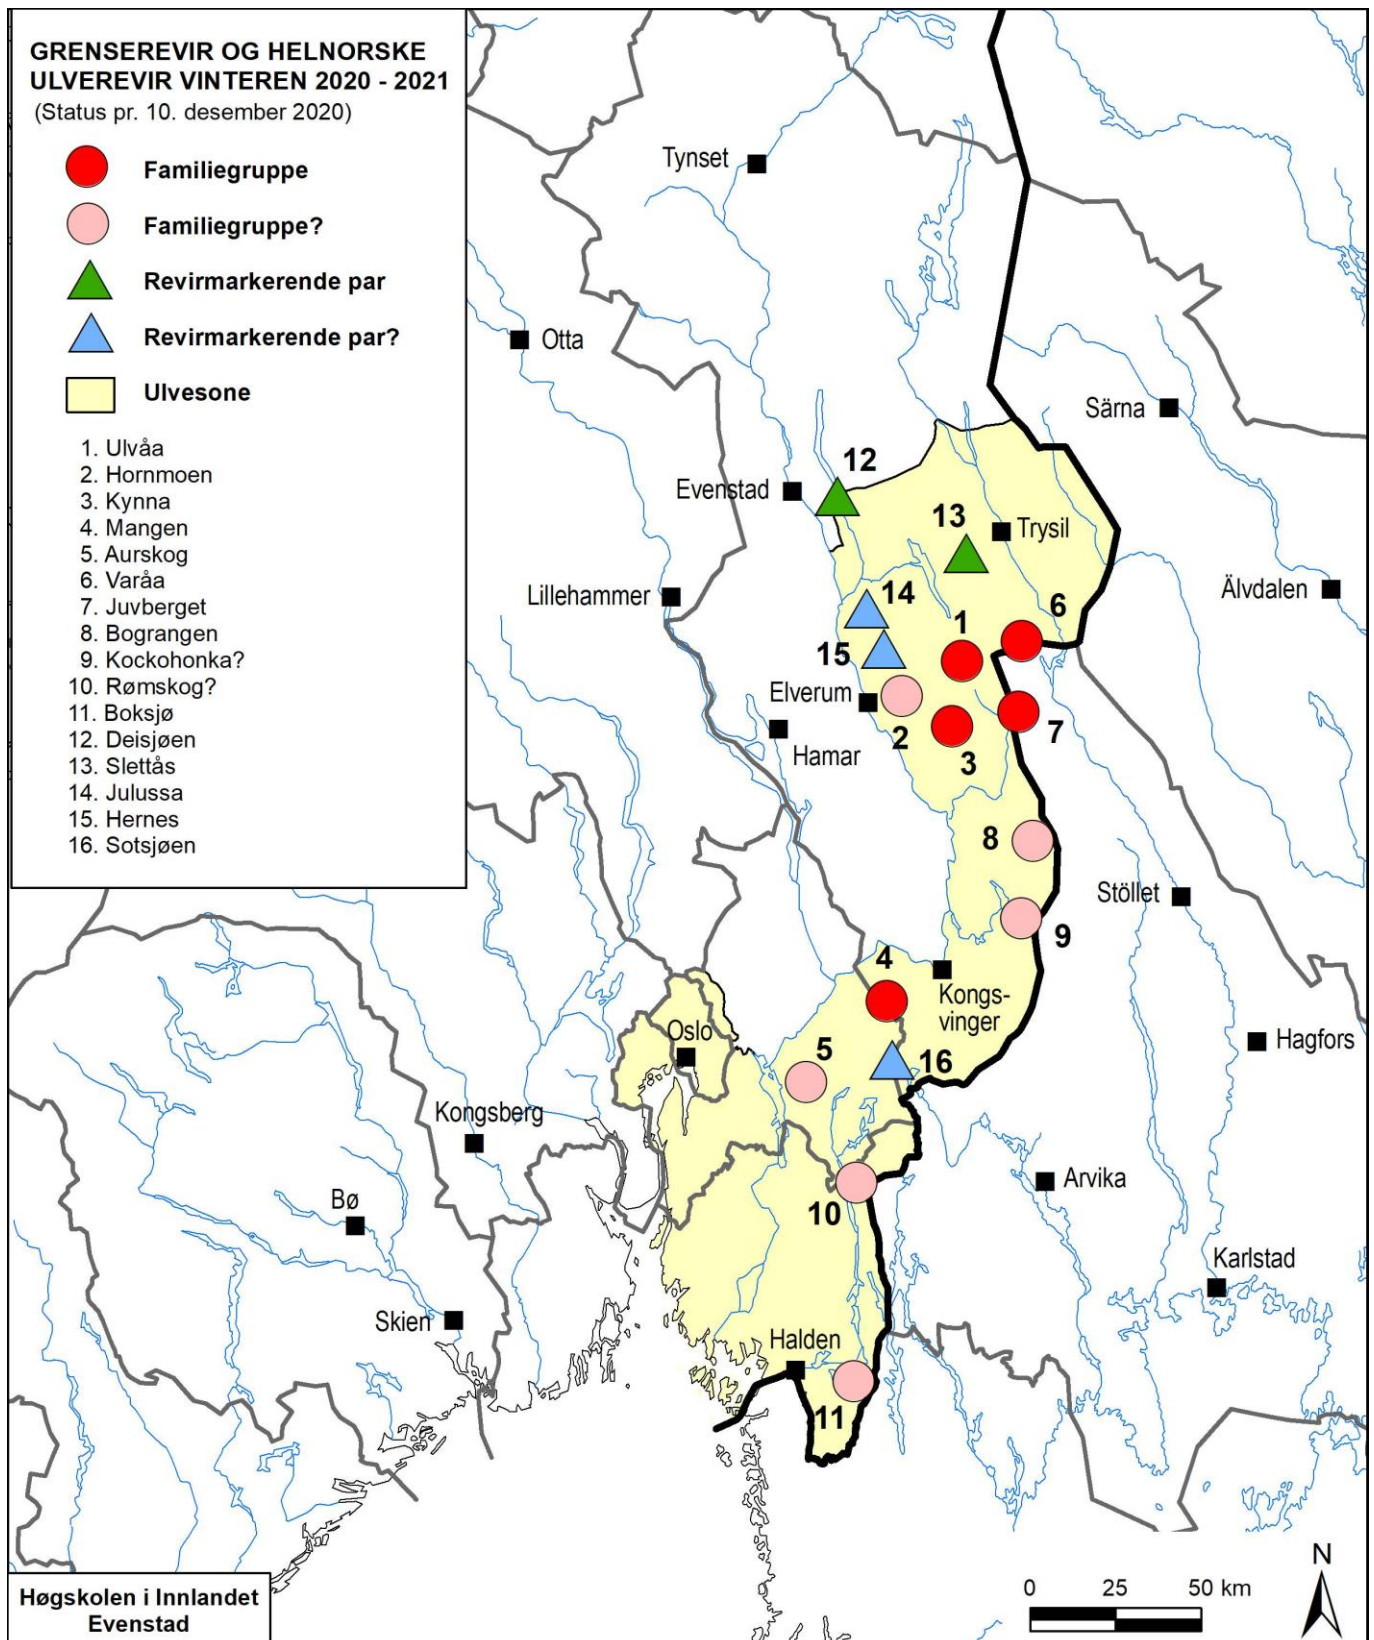 GRENSEREVIR OG HELNORSKE
ULVEREVIR VINTEREN 2020 - 2021
(Status pr. 10. desember 2020)
Familiegruppe
Familiegruppe?
Revirmarkerende par
Revirmarkerende par?
Ulvesone
1. Ulvåa
2. Hornmoen
3. Kynna
4. Mangen
5. Aurskog
6. Varåa
7. Juvberget
8. Bograngen
9. Kockohonka?
10. Rømskog?
11. Boksjø
12. Deisjøen
13. Slettås
14. Julussa
15. Hernes
16. Sotsjøen
Tynset
Otta
Särna
12
Evenstad
13
Trysil
Lillehammer
14
Älvdalen
1
6
15
Elverum
2
3
7
Hamar
8
Stöllet
9
4
Kongs-
vinger
Oslo
5
16
Hagfors
Kongsberg
Arvika
Bø
10
Karlstad
Skien
Halden
11
Høgskolen i Innlandet
Evenstad
0 25 50 km
N